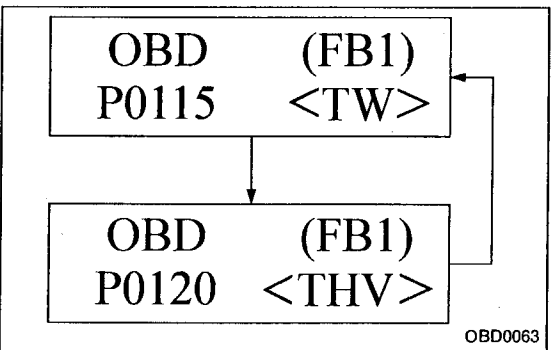 OBD (FB1)
P0115 <TW>
OBD (FB1)
P0120 <THV>
OBD0063